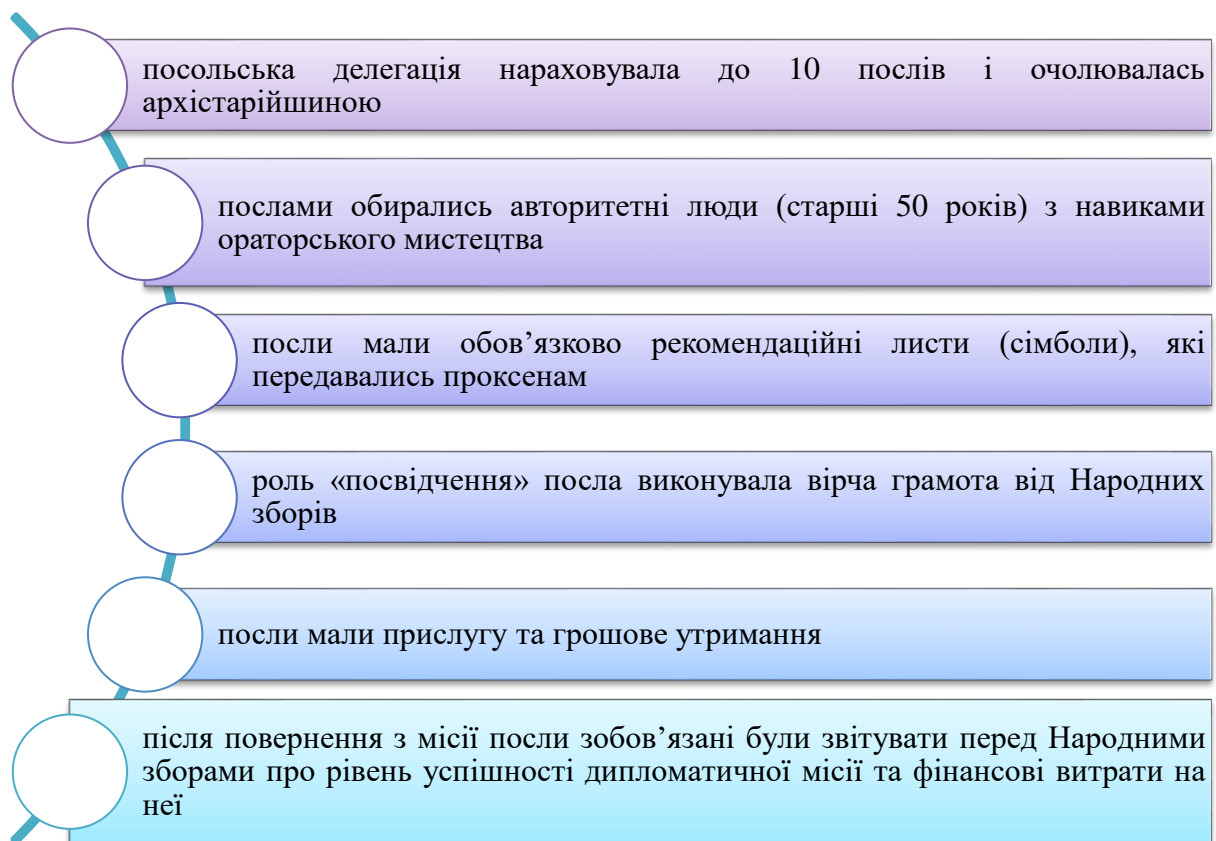 посольська делегація нараховувала до 10 послів і очолювалась
архістарійшиною
послами обирались авторитетні люди (старші 50 років) з навиками
ораторського мистецтва
посли мали обов’язково рекомендаційні листи (сімболи), які
передавались проксенам
роль «посвідчення» посла виконувала вірча грамота від Народних
зборів
посли мали прислугу та грошове утримання
після повернення з місії посли зобов’язані були звітувати перед Народними
зборами про рівень успішності дипломатичної місії та фінансові витрати на
неї